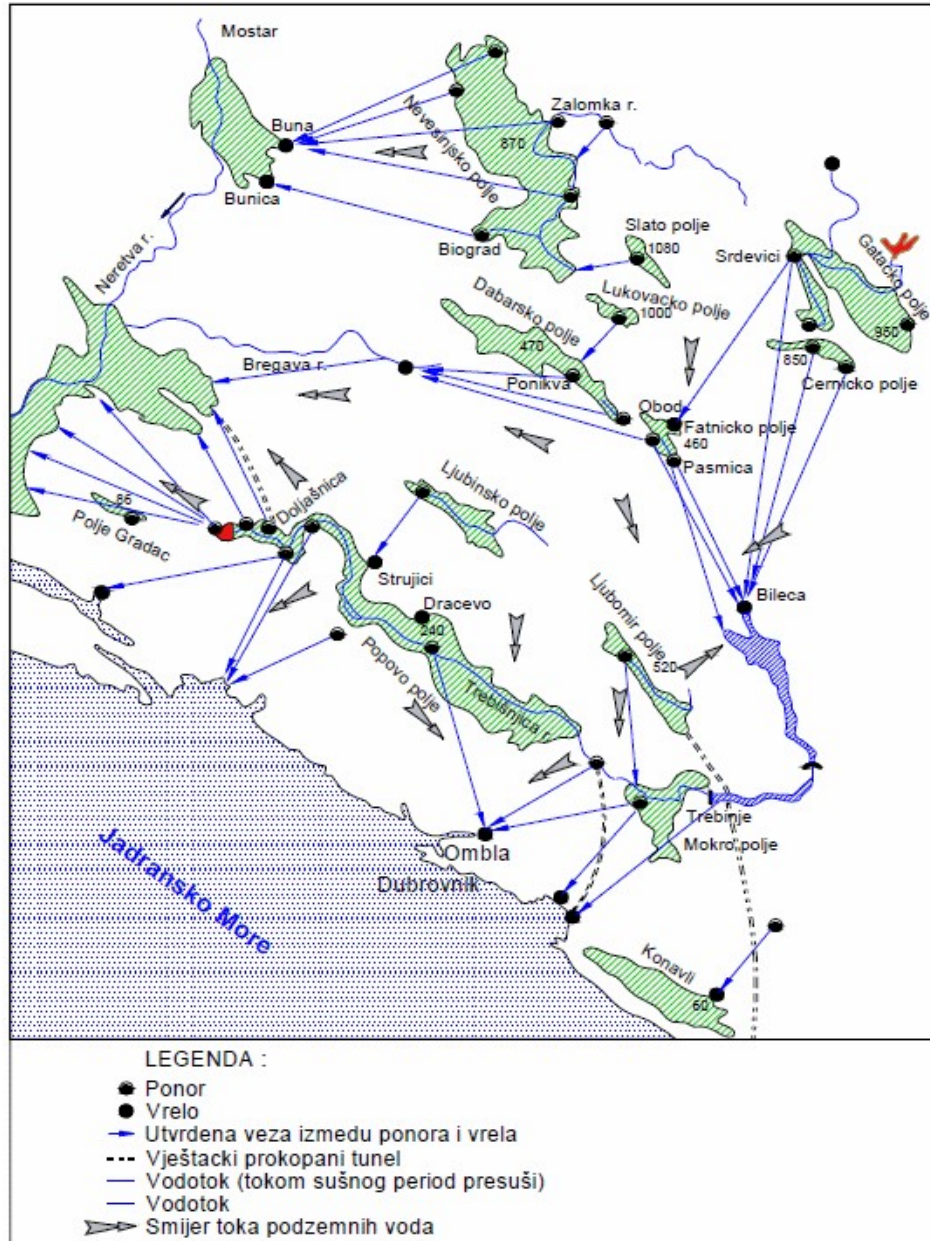 Mostar
Buna
Bunica
Nevesinjsko polje
870
Zalomka r.
Biograd
Slato polje
1080
Srdevici
Gatačko polje
950
Neretva r.
Dabarsko polje
470
Lukovacko polje
1000
850
Cernicko polje
Bregava r.
Ponikva
Obod
Fatnicko polje
460
Pasmica
86
Polje Gradac
Doljašnica
Ljubinsko polje
Strujici
Dracevo
240
Popovo polje
Trebišnjica r.
Ljubomir polje
520
Bileca
Trebinje
Mokro polje
Ombla
Dubrovnik
Jadransko More
Konavli
60
LEGENDA :
Ponor
Vrelo
Utvrdena veza između ponora i vrela
Vještacki prokopani tunel
Vodotok (tokom sušnog period presuši)
Vodotok
Smijer toka podzemnih voda